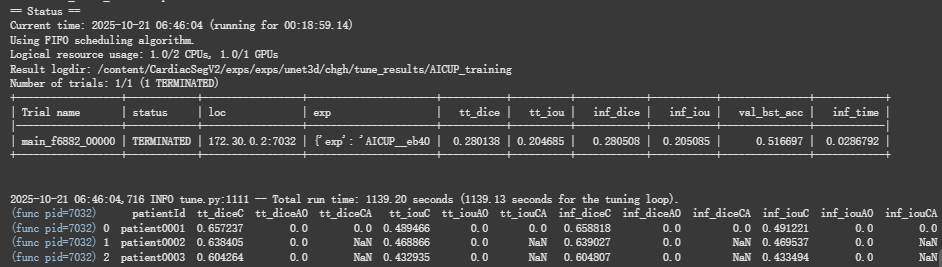 == Status ==
Current time: 2025-10-21 06:46:04 (running for 00:18:59.14)
Using FIFO scheduling algorithm.
Logical resource usage: 1.0/2 CPUs, 1.0/1 GPUs
Result logdir: /content/CardiacSegV2/exps/exps/unet3d/chgh/tune_results/AICUP_training
Number of trials: 1/1 (1 TERMINATED)
| Trial name | status | loc | exp | tt_dice | tt_iou | inf_dice | inf_iou | val_bst_acc | inf_time |
| main_f6882_00000 | TERMINATED | 172.30.0.2:7032 | {'exp': 'AICUP__eb40 | 0.280138 | 0.204685 | 0.280508 | 0.205085 | 0.516697 | 0.0286792 |
2025-10-21 06:46:04,716 INFO tune.py:1111 -- Total run time: 1139.20 seconds (1139.13 seconds for the tuning loop).
(func pid=7032) patientId tt_diceC tt_diceAO tt_diceCA tt_iouC tt_iouAO tt_iouCA inf_diceC inf_diceAO inf_diceCA inf_iouC inf_iouAO inf_iouCA
(func pid=7032) 0 patient0001 0.657237 0.0 0.0 0.489466 0.0 0.0 0.658818 0.0 0.0 0.491221 0.0 0.0
(func pid=7032) 1 patient0002 0.638405 0.0 NaN 0.468866 0.0 NaN 0.639027 0.0 NaN 0.469537 0.0 NaN
(func pid=7032) 2 patient0003 0.604264 0.0 NaN 0.432935 0.0 NaN 0.604807 0.0 NaN 0.433494 0.0 NaN